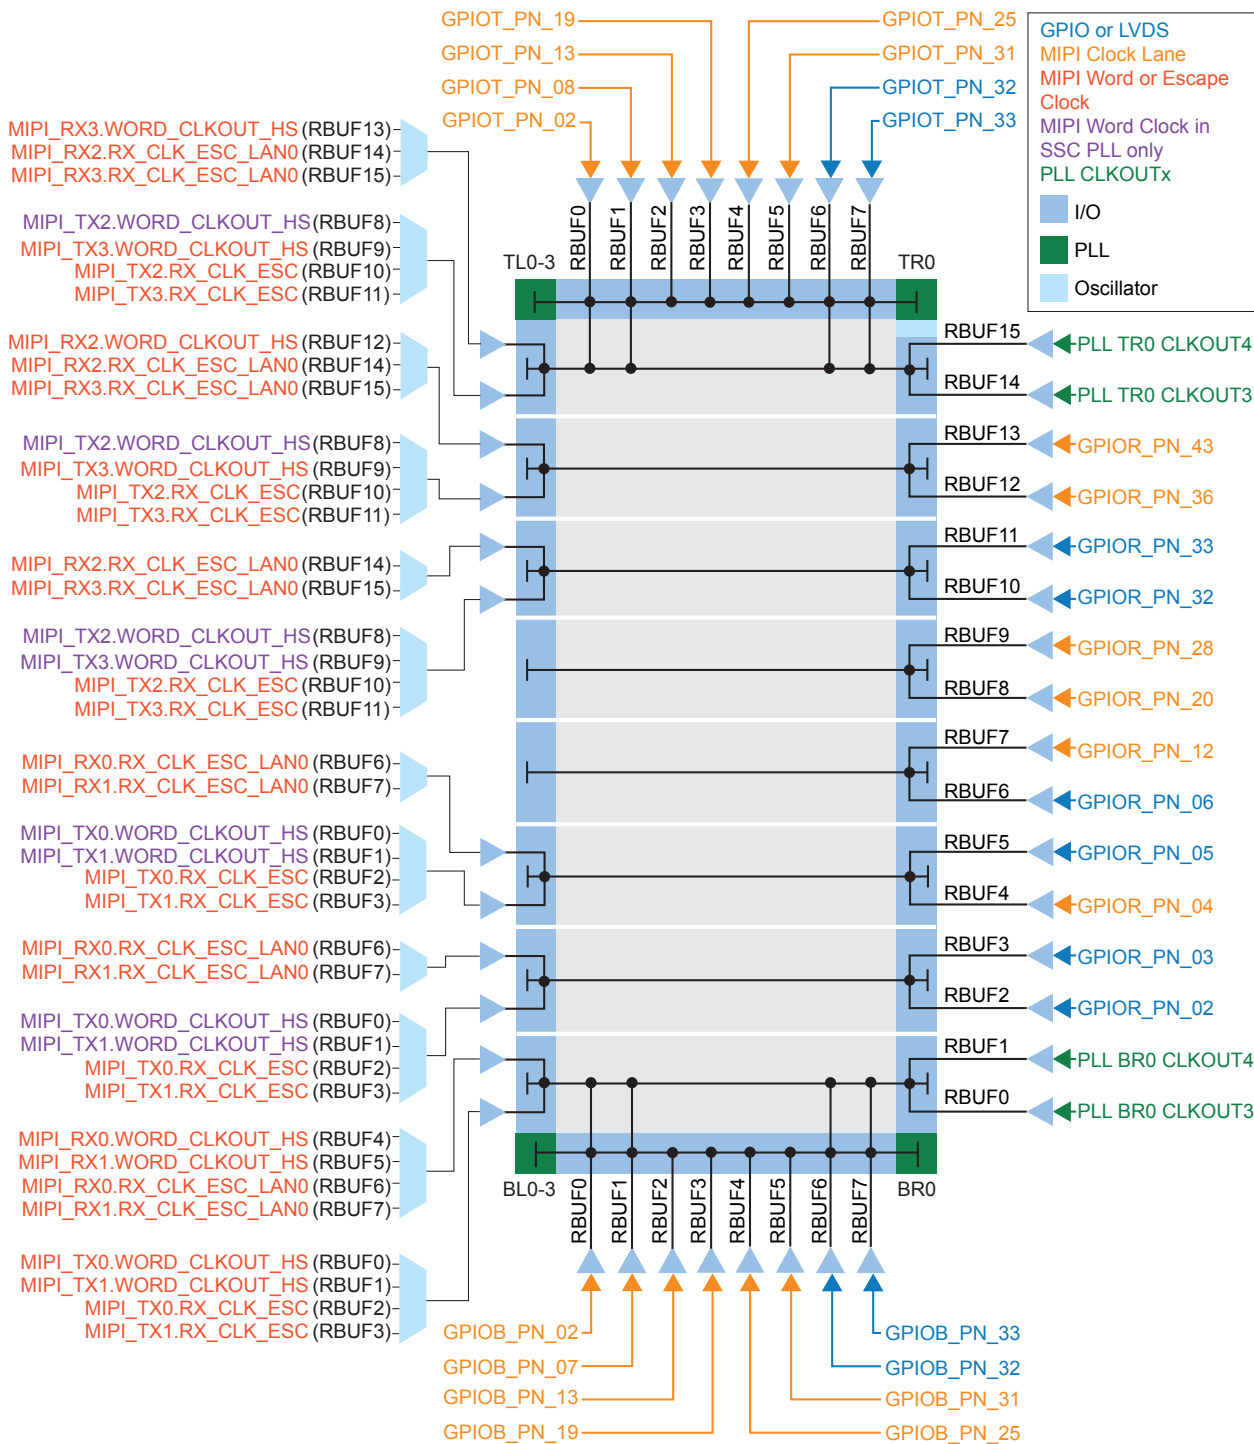 GPIOT_PN_19
GPIOT_PN_13
GPIOT_PN_08
GPIOT_PN_02
GPIOT_PN_25
GPIOT_PN_31
GPIOT_PN_32
GPIOT_PN_33
GPIO or LVDS
MIPI Clock Lane
MIPI Word or Escape
Clock
MIPI Word Clock in
SSC PLL only
PLL CLKOUTx
I/O
PLL
Oscillator
MIPI_RX3.WORD_CLKOUT_HS (RBUF13)
MIPI_RX2.RX_CLK_ESC_LAN0 (RBUF14)
MIPI_RX3.RX_CLK_ESC_LAN0 (RBUF15)
MIPI_TX2.WORD_CLKOUT_HS (RBUF8)
MIPI_TX3.WORD_CLKOUT_HS (RBUF9)
MIPI_TX2.RX_CLK_ESC (RBUF10)
MIPI_TX3.RX_CLK_ESC (RBUF11)
MIPI_RX2.WORD_CLKOUT_HS (RBUF12)
MIPI_RX2.RX_CLK_ESC_LAN0 (RBUF14)
MIPI_RX3.RX_CLK_ESC_LAN0 (RBUF15)
MIPI_TX2.WORD_CLKOUT_HS (RBUF8)
MIPI_TX3.WORD_CLKOUT_HS (RBUF9)
MIPI_TX2.RX_CLK_ESC (RBUF10)
MIPI_TX3.RX_CLK_ESC (RBUF11)
MIPI_RX2.RX_CLK_ESC_LAN0 (RBUF14)
MIPI_RX3.RX_CLK_ESC_LAN0 (RBUF15)
MIPI_TX2.WORD_CLKOUT_HS (RBUF8)
MIPI_TX3.WORD_CLKOUT_HS (RBUF9)
MIPI_TX2.RX_CLK_ESC (RBUF10)
MIPI_TX3.RX_CLK_ESC (RBUF11)
MIPI_RX0.RX_CLK_ESC_LAN0 (RBUF6)
MIPI_RX1.RX_CLK_ESC_LAN0 (RBUF7)
MIPI_TX0.WORD_CLKOUT_HS (RBUF0)
MIPI_TX1.WORD_CLKOUT_HS (RBUF1)
MIPI_TX0.RX_CLK_ESC (RBUF2)
MIPI_TX1.RX_CLK_ESC (RBUF3)
MIPI_RX0.RX_CLK_ESC_LAN0 (RBUF6)
MIPI_RX1.RX_CLK_ESC_LAN0 (RBUF7)
MIPI_TX0.WORD_CLKOUT_HS (RBUF0)
MIPI_TX1.WORD_CLKOUT_HS (RBUF1)
MIPI_TX0.RX_CLK_ESC (RBUF2)
MIPI_TX1.RX_CLK_ESC (RBUF3)
MIPI_RX0.WORD_CLKOUT_HS (RBUF4)
MIPI_RX1.WORD_CLKOUT_HS (RBUF5)
MIPI_RX0.RX_CLK_ESC_LAN0 (RBUF6)
MIPI_RX1.RX_CLK_ESC_LAN0 (RBUF7)
MIPI_TX0.WORD_CLKOUT_HS (RBUF0)
MIPI_TX1.WORD_CLKOUT_HS (RBUF1)
MIPI_TX0.RX_CLK_ESC (RBUF2)
MIPI_TX1.RX_CLK_ESC (RBUF3)
RBUF0
RBUF1
RBUF2
RBUF3
RBUF4
RBUF5
RBUF6
RBUF7
TL0-3
TR0
RBUF15
PLL TR0 CLKOUT4
RBUF14
PLL TR0 CLKOUT3
RBUF13
GPIOR_PN_43
RBUF12
GPIOR_PN_36
RBUF11
GPIOR_PN_33
RBUF10
GPIOR_PN_32
RBUF9
GPIOR_PN_28
RBUF8
GPIOR_PN_20
RBUF7
GPIOR_PN_12
RBUF6
GPIOR_PN_06
RBUF5
GPIOR_PN_05
RBUF4
GPIOR_PN_04
RBUF3
GPIOR_PN_03
RBUF2
GPIOR_PN_02
RBUF1
PLL BR0 CLKOUT4
RBUF0
PLL BR0 CLKOUT3
BL0-3
BR0
RBUF0
RBUF1
RBUF2
RBUF3
RBUF4
RBUF5
RBUF6
RBUF7
GPIOB_PN_02
GPIOB_PN_07
GPIOB_PN_13
GPIOB_PN_19
GPIOB_PN_33
GPIOB_PN_32
GPIOB_PN_31
GPIOB_PN_25